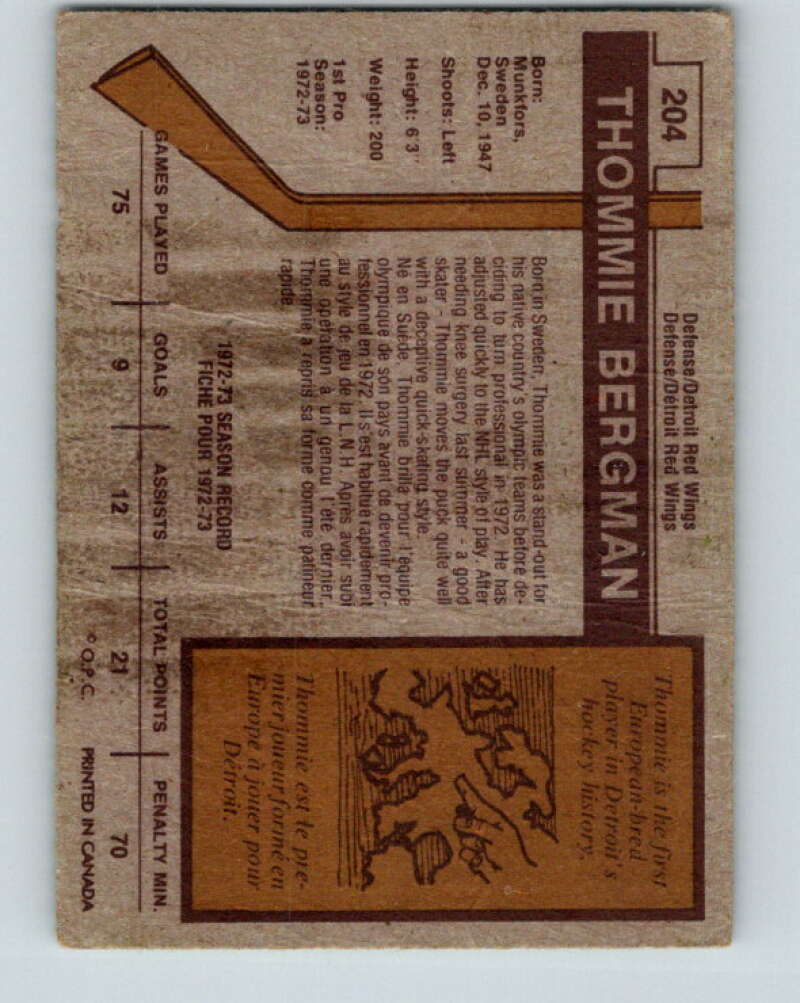 204
Defense/Detroit Red Wings
Défense/Détroit Red Wings
THOMMIE BERGMAN
Born:
Munkfors,
Sweden
Dec. 10, 1947
Shoots: Left
Height: 6'3"
Weight: 200
1st Pro
Season:
1972-73
Born in Sweden, Thommie was a stand-out for
his native country's olympic teams before de-
ciding to turn professional in 1972. He has
adjusted quickly to the NHL style of play. After
needing knee surgery last summer - a good
skater - Thommie moves the puck quite well
with a deceptive quick-skating style.
Né en Suède, Thommie brilla pour l'équipe
olympique de son pays avant de devenir pro-
fessionnel en 1972. Il s'est habitué rapidement
au style de jeu de la L.N.H. Après avoir subi
une opération à un genou l'été dernier,
Thommie a repris sa forme comme patineur
rapide.
Thommie is the first
European-bred
player in Detroit's
hockey history.
Thommie est le pre-
mier joueur formé en
Europe à jouer pour
Détroit.
1972-73 SEASON RECORD
FICHE POUR 1972-73
GAMES PLAYED GOALS ASSISTS TOTAL POINTS PENALTY MIN.
75 9 12 21 70
© O.P.C. PRINTED IN CANADA